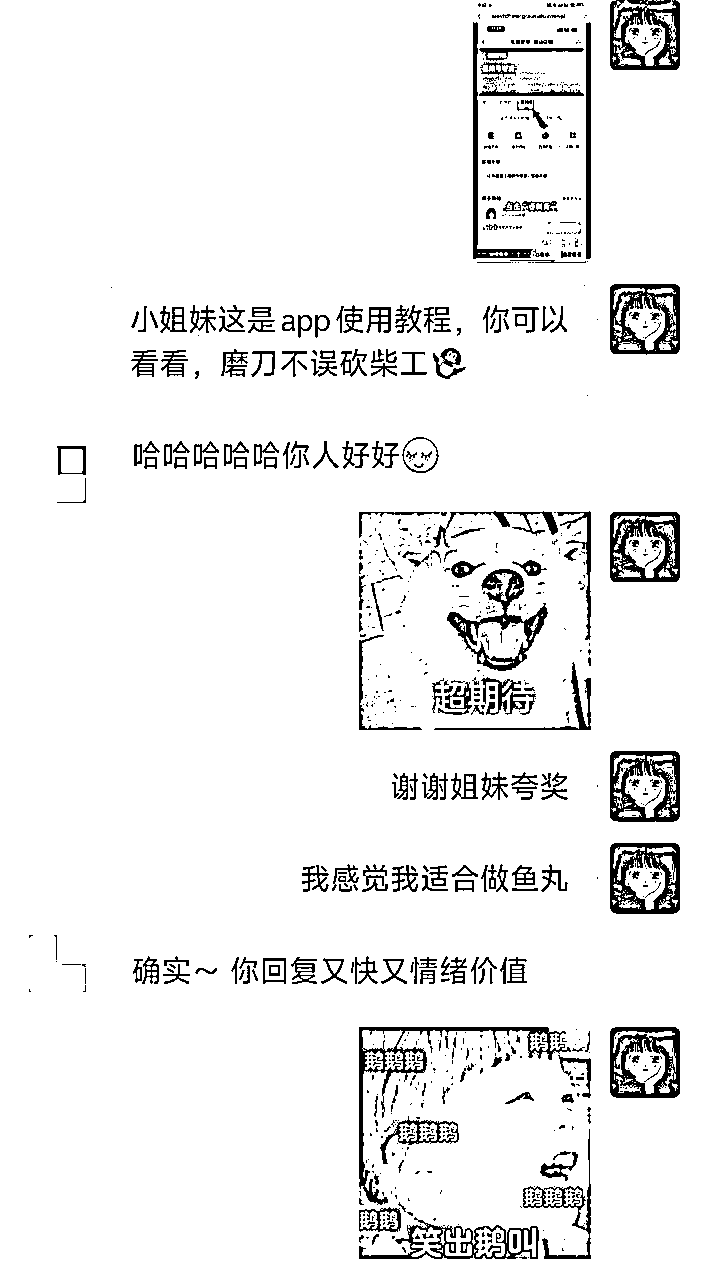 小姐妹这是app使用教程，你可以
看看，磨刀不误砍柴工
哈哈哈哈哈你人好好
超期待
谢谢姐妹夸奖
我感觉我适合做鱼丸
确实～ 你回复又快又情绪价值
鹅鹅
鹅鹅鹅
鹅鹅鹅
鹅鹅鹅
鹅鹅
笑出鹅叫